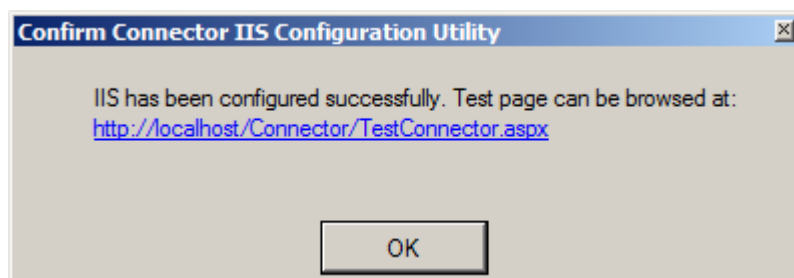 Confirm Connector IIS Configuration Utility
IIS has been configured successfully. Test page can be browsed at:
http://localhost/Connector/TestConnector.aspx
OK